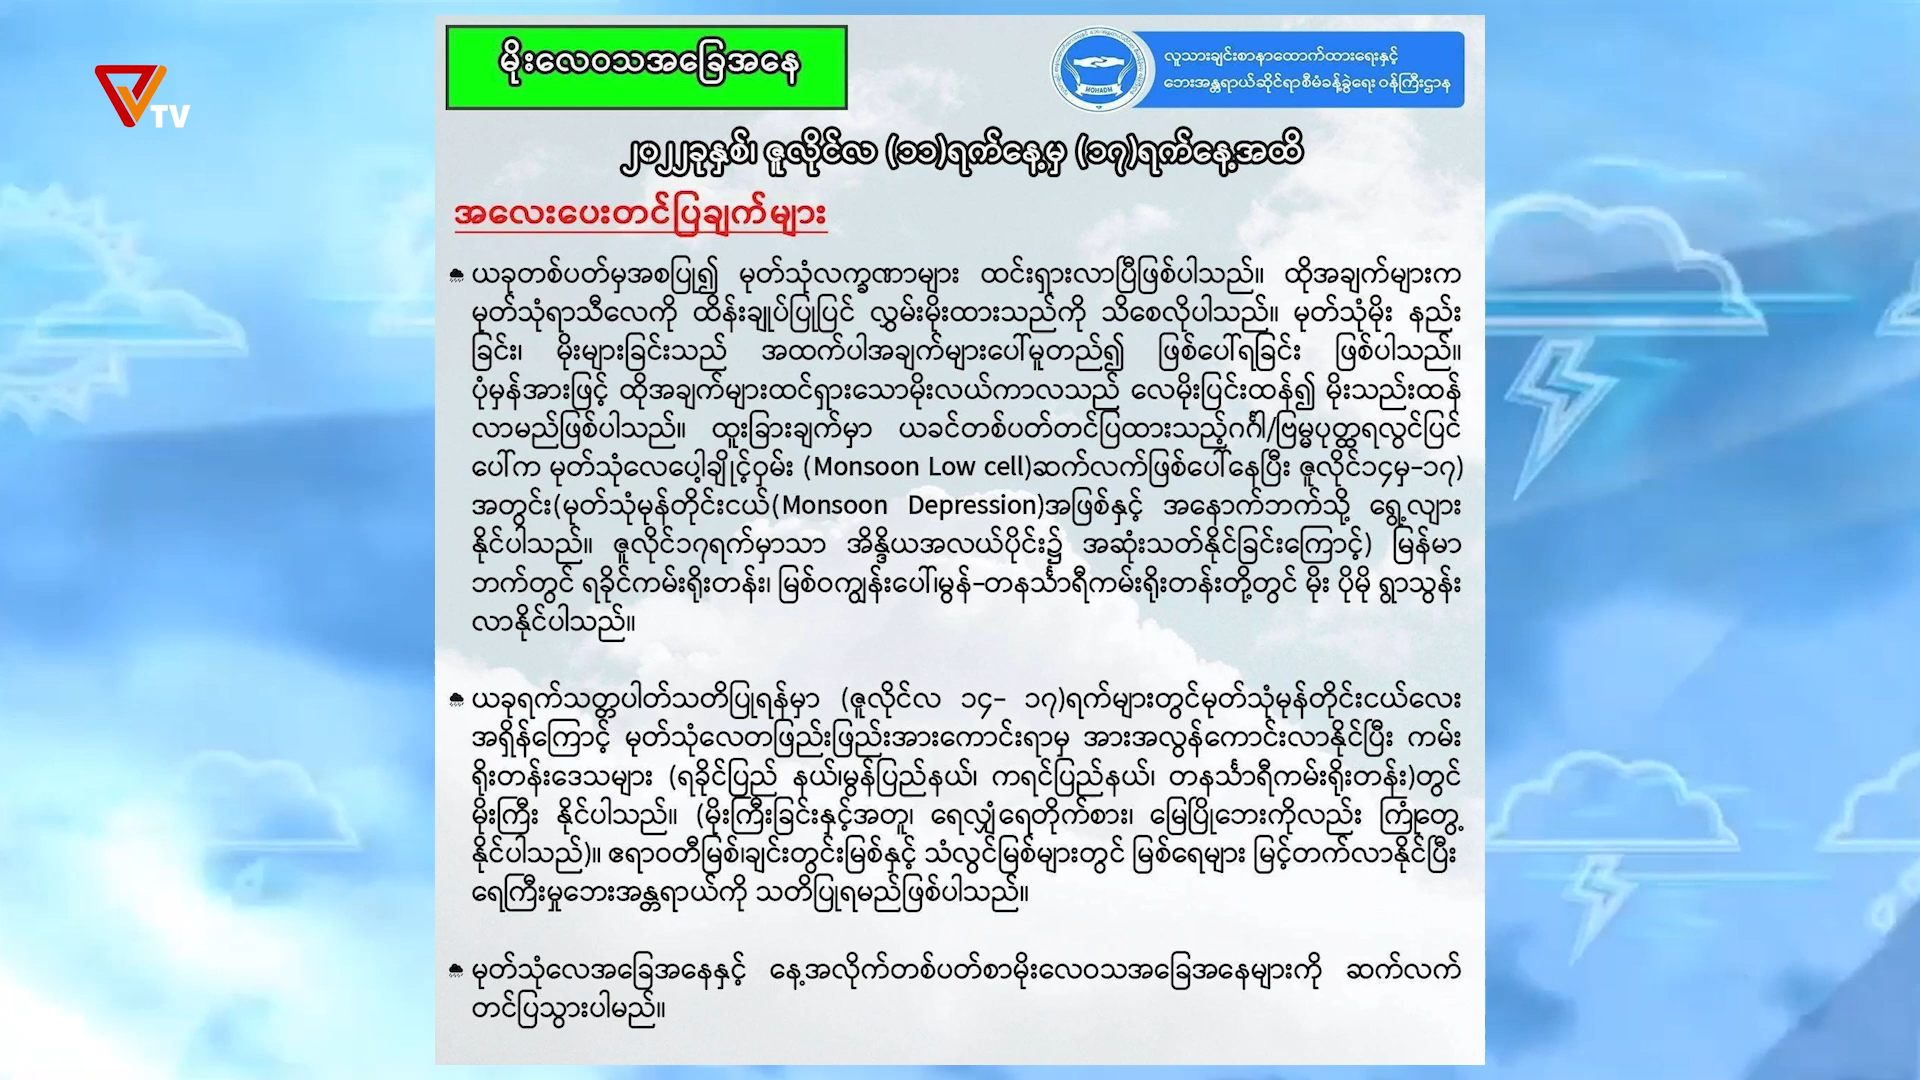 TV
မိုးလေဝသအခြေအနေ
လူသားချင်းစာနာထောက်ထားရေးနှင့်
ဘေးအန္တရာယ်ဆိုင်ရာစီမံခန့်ခွဲရေး ဝန်ကြီးဌာန
MOHADM
၂၀၂၂ခုနှစ်၊ ဇူလိုင်လ (၁၁)ရက်နေ့မှ (၁၇)ရက်နေ့အထိ
အလေးပေးတင်ပြချက်များ
ယခုတစ်ပတ်မှအစပြု၍ မုတ်သုံလက္ခဏာများ ထင်းရှားလာပြီဖြစ်ပါသည်။ ထိုအချက်များက
မုတ်သုံရာသီလေကို ထိန်းချုပ်ပြုပြင် လွှမ်းမိုးထားသည်ကို သိစေလိုပါသည်။ မုတ်သုံမိုး နည်း
ခြင်း၊ မိုးများခြင်းသည် အထက်ပါအချက်များပေါ်မူတည်၍ ဖြစ်ပေါ်ရခြင်း ဖြစ်ပါသည်။
ပုံမှန်အားဖြင့် ထိုအချက်များထင်ရှားသောမိုးလယ်ကာလသည် လေမိုးပြင်းထန်၍ မိုးသည်းထန်
လာမည်ဖြစ်ပါသည်။ ထူးခြားချက်မှာ ယခင်တစ်ပတ်တင်ပြထားသည့်ဂင်္ဂါ/ဗြမ္မပုတ္တရလွင်ပြင်
ပေါ်က မုတ်သုံလေပေါ့ချိုင့်ဝှမ်း (Monsoon Low cell)ဆက်လက်ဖြစ်ပေါ်နေပြီး ဇူလိုင်၁၄မှ-၁၇)
အတွင်း(မုတ်သုံမုန်တိုင်းငယ်(Monsoon Depression)အဖြစ်နှင့် အနောက်ဘက်သို့ ရွေ့လျား
နိုင်ပါသည်။ ဇူလိုင်၁၇ရက်မှာသာ အိန္ဒိယအလယ်ပိုင်း၌ အဆုံးသတ်နိုင်ခြင်းကြောင့်) မြန်မာ
ဘက်တွင် ရခိုင်ကမ်းရိုးတန်း၊ မြစ်ဝကျွန်းပေါ်၊မွန်-တနင်္သာရီကမ်းရိုးတန်းတို့တွင် မိုး ပိုမို ရွာသွန်း
လာနိုင်ပါသည်။
ယခုရက်သတ္တပါတ်သတိပြုရန်မှာ (ဇူလိုင်လ ၁၄- ၁၇)ရက်များတွင်မုတ်သုံမုန်တိုင်းငယ်လေး
အရှိန်ကြောင့် မုတ်သုံလေတဖြည်းဖြည်းအားကောင်းရာမှ အားအလွန်ကောင်းလာနိုင်ပြီး ကမ်း
ရိုးတန်းဒေသများ (ရခိုင်ပြည် နယ်၊မွန်ပြည်နယ်၊ ကရင်ပြည်နယ်၊ တနင်္သာရီကမ်းရိုးတန်း)တွင်
မိုးကြီး နိုင်ပါသည်။ (မိုးကြီးခြင်းနှင့်အတူ၊ ရေလျှံရေတိုက်စား၊ မြေပြိုဘေးကိုလည်း ကြုံတွေ့
နိုင်ပါသည်)။ ဧရာဝတီမြစ်၊ချင်းတွင်းမြစ်နှင့် သံလွင်မြစ်များတွင် မြစ်ရေများ မြင့်တက်လာနိုင်ပြီး
ရေကြီးမှုဘေးအန္တရာယ်ကို သတိပြုရမည်ဖြစ်ပါသည်။
မုတ်သုံလေအခြေအနေနှင့် နေ့အလိုက်တစ်ပတ်စာမိုးလေဝသအခြေအနေများကို ဆက်လက်
တင်ပြသွားပါမည်။